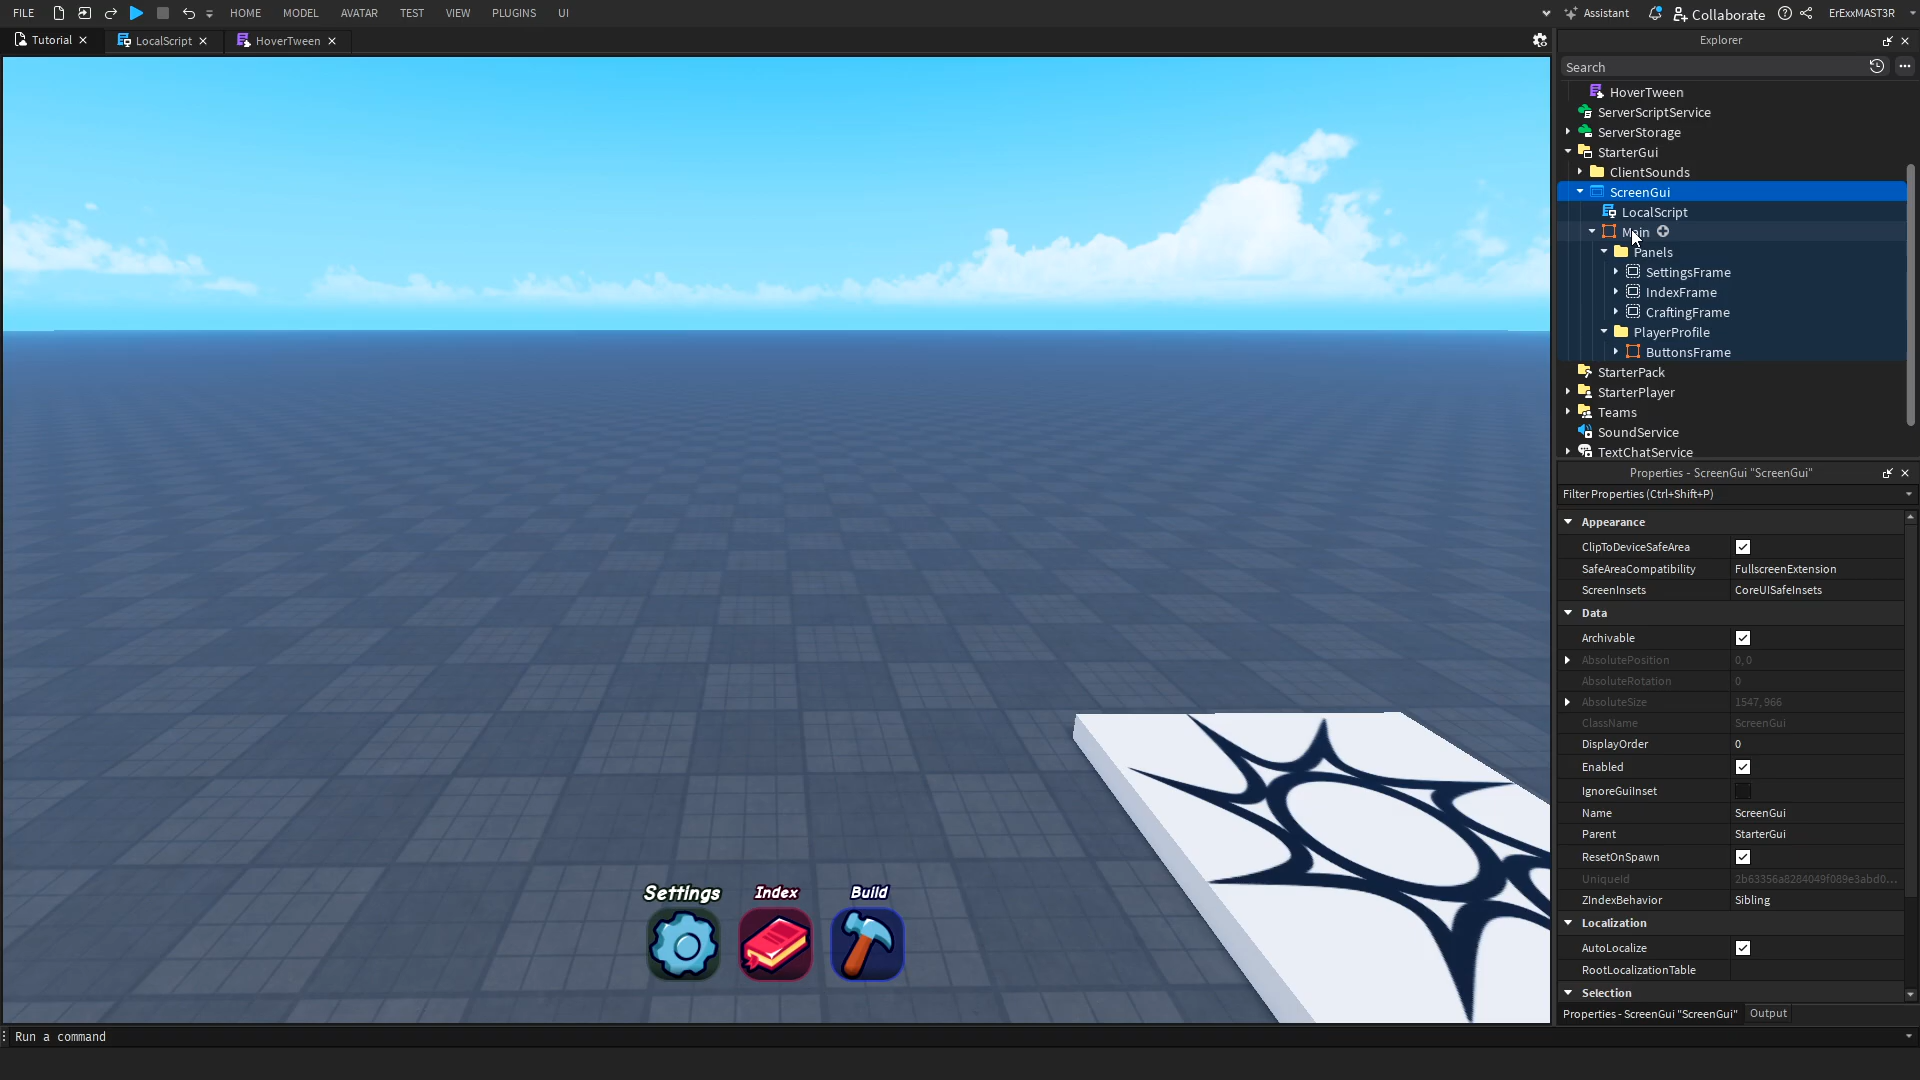 FILE HOME MODEL AVATAR TEST VIEW PLUGINS UI Assistant Collaborate ErExxMAST3R
Tutorial LocalScript HoverTween
Explorer
Search
HoverTween
ServerScriptService
ServerStorage
StarterGui
ClientSounds
ScreenGui
LocalScript
Main
Panels
SettingsFrame
IndexFrame
CraftingFrame
PlayerProfile
ButtonsFrame
StarterPack
StarterPlayer
Teams
SoundService
TextChatService
Properties - ScreenGui "ScreenGui"
Filter Properties (Ctrl+Shift+P)
Appearance
ClipToDeviceSafeArea
SafeAreaCompatibility FullscreenExtension
ScreenInsets CoreUISafeInsets
Data
Archivable
AbsolutePosition 0, 0
AbsoluteRotation 0
AbsoluteSize 1547, 966
ClassName ScreenGui
DisplayOrder 0
Enabled
IgnoreGuiInset
Name ScreenGui
Parent StarterGui
ResetOnSpawn
UniqueId 2b63356a8284049f089e3abd0...
ZIndexBehavior Sibling
Localization
AutoLocalize
RootLocalizationTable
Selection
Properties - ScreenGui "ScreenGui" Output
Settings Index Build
Run a command